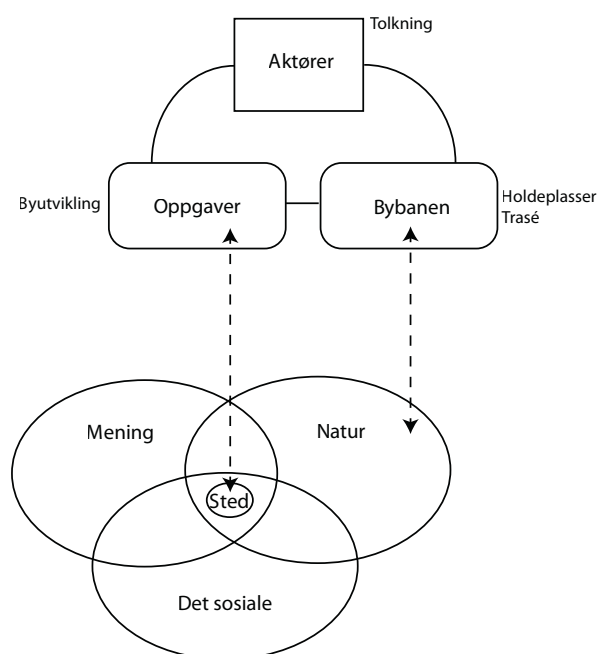 Tolkning
Aktører
Byutvikling
Oppgaver
Bybanen
Holdeplasser
Trasé
Mening
Natur
Sted
Det sosiale